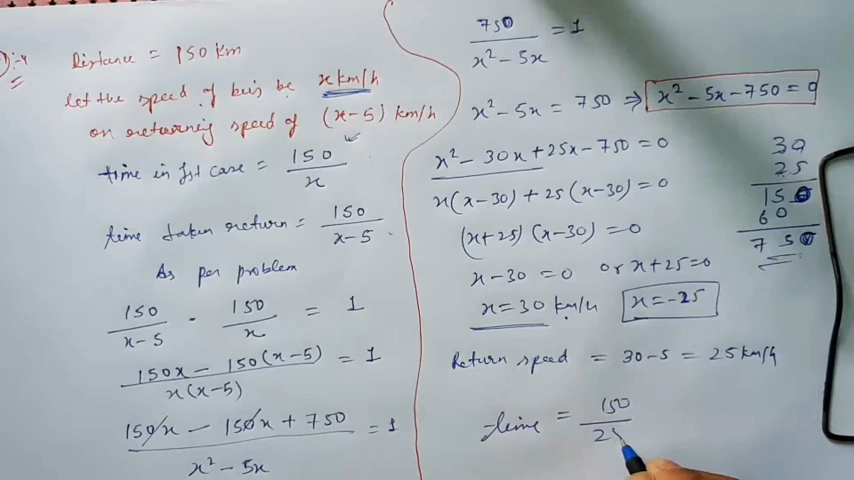 Distance = 150 km
let the speed of bus be x km/h
on returning speed of (x-5) km/h
time in 1st case = 150/x
time taken return = 150/x-5
As per problem
150/x-5 - 150/x = 1
150x - 150(x-5)/x(x-5) = 1
150x - 150x + 750/x² - 5x = 1
750/x² - 5x = 1
x² - 5x = 750 ⇒ x² - 5x - 750 = 0
x² - 30x + 25x - 750 = 0
x(x-30) + 25(x-30) = 0
(x+25) (x-30) = 0
x-30 = 0 or x+25=0
x=30 km/h x=-25
Return speed = 30-5 = 25 km/h
time = 150/25
30
25
150
60
750